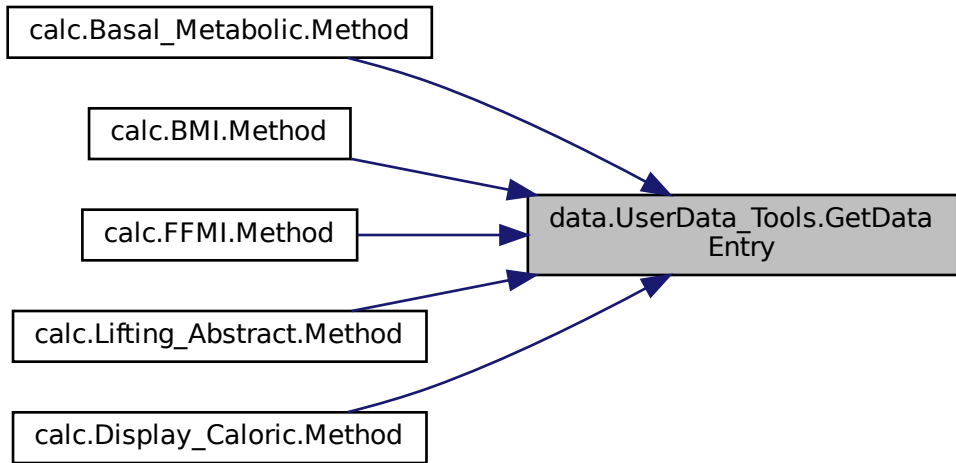 calc.Basal_Metabolic.Method
calc.BMI.Method
calc.FFMI.Method
calc.Lifting_Abstract.Method
calc.Display_Caloric.Method
data.UserData_Tools.GetData
Entry